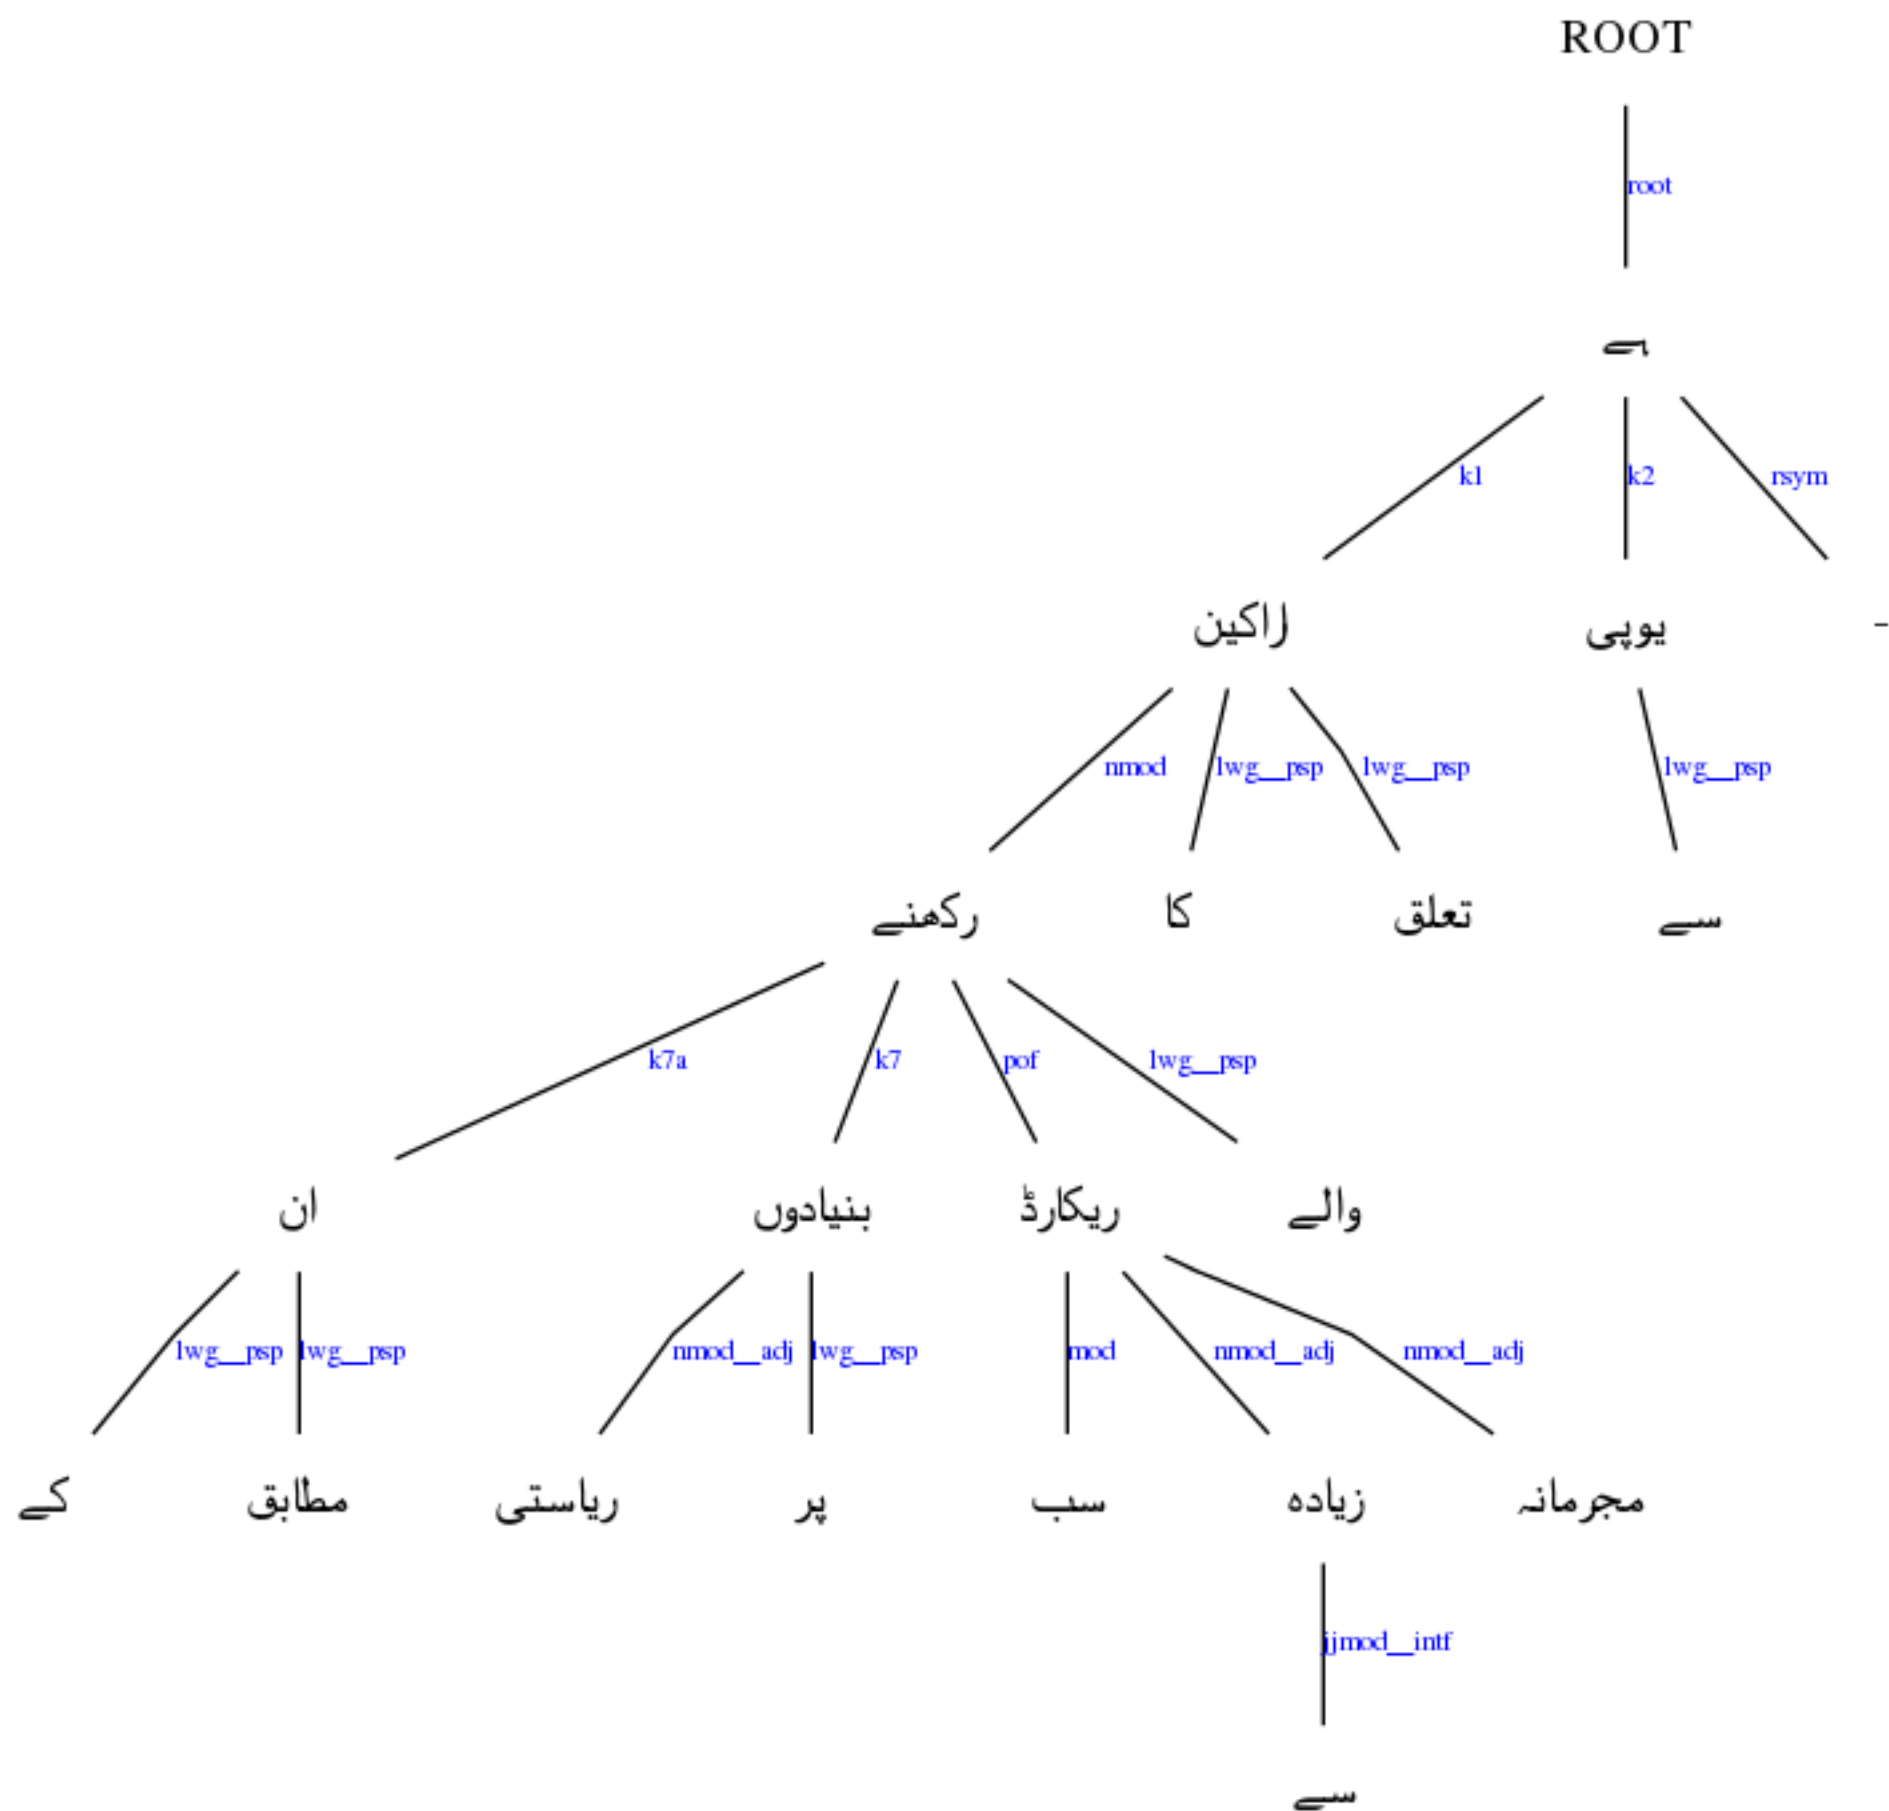 ROOT
root
ہے
k1 k2 rsym
اراکین یوپی -
nmod lwg__psp lwg__psp lwg__psp
رکھنے کا تعلق سے
k7a k7 pof lwg__psp
ان بنیادوں ریکارڈ والے
lwg__psp lwg__psp nmod__adj lwg__psp mod nmod__adj nmod__adj
کے مطابق ریاستی پر سب زیادہ مجرمانہ
jjmod__intf
سے